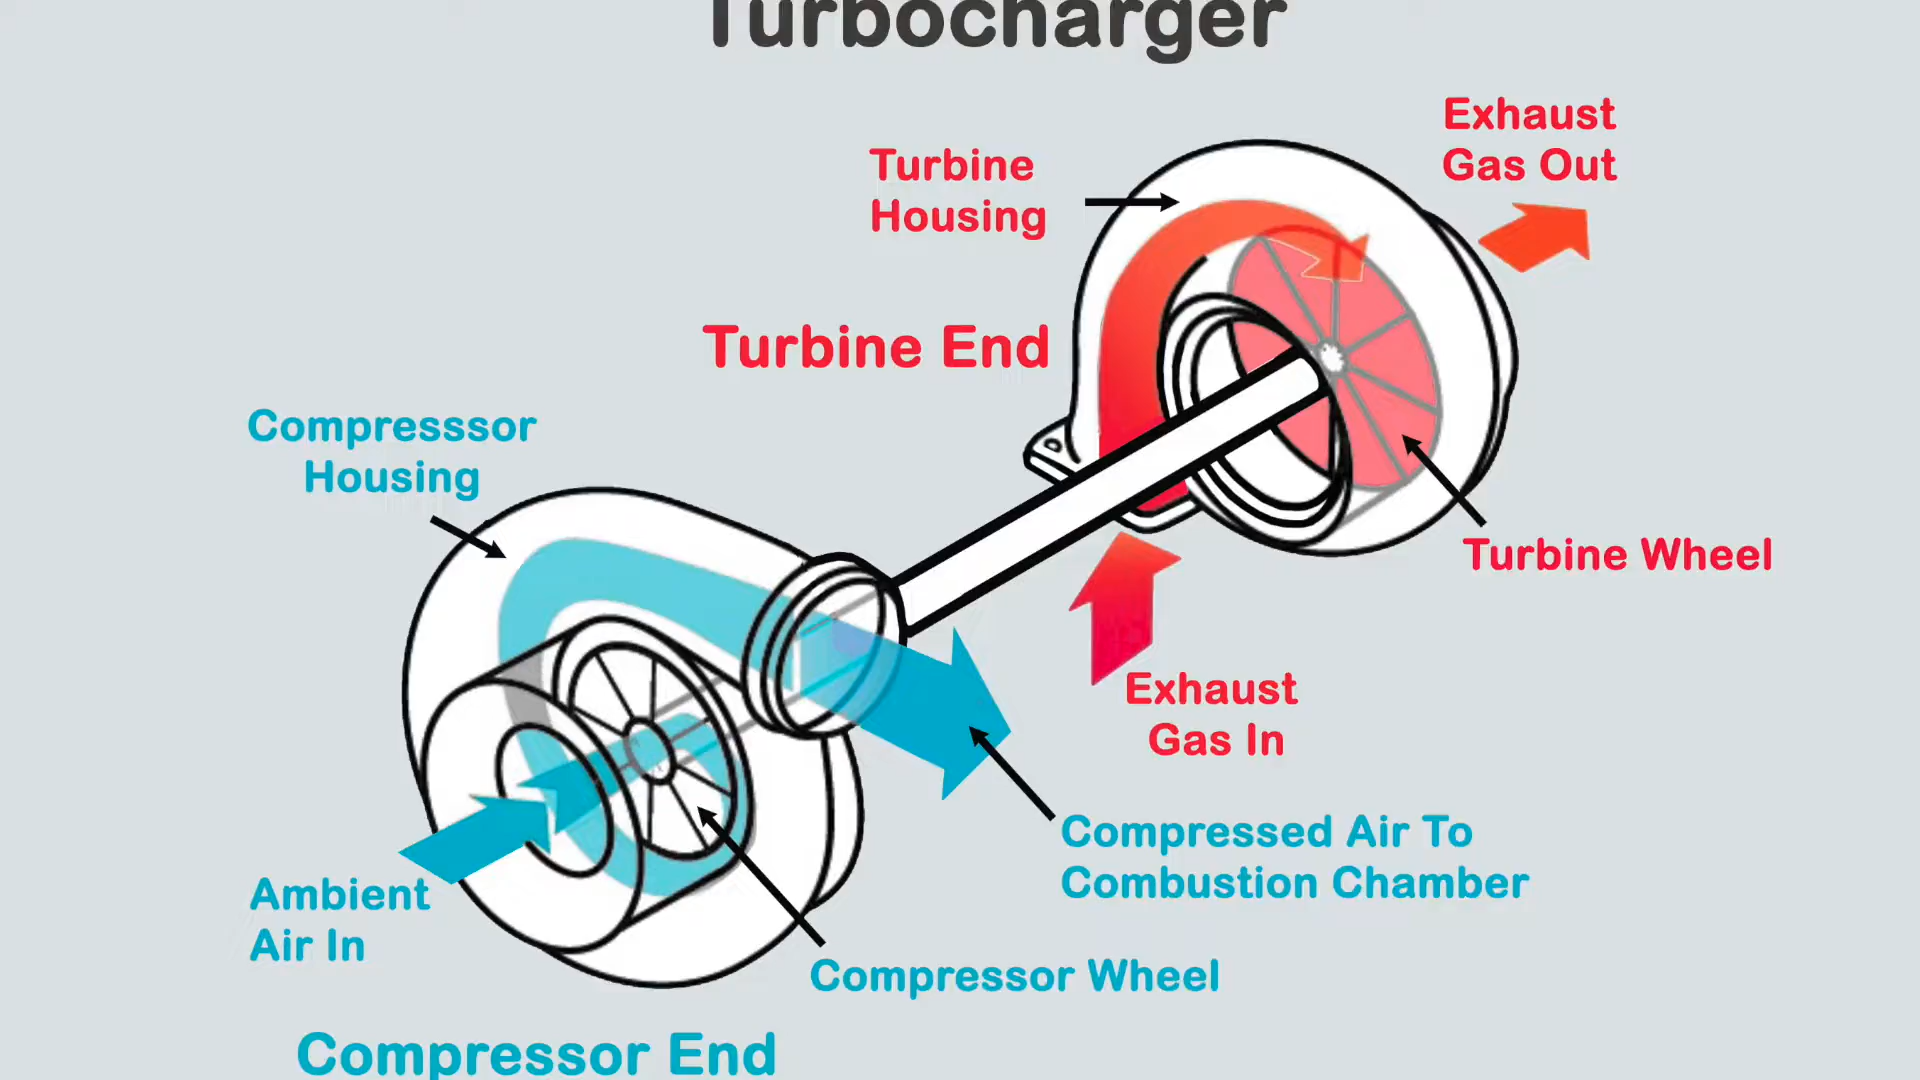 Turbocharger
Exhaust
Gas Out
Turbine
Housing
Turbine End
Compresssor
Housing
Turbine Wheel
Exhaust
Gas In
Compressed Air To
Combustion Chamber
Ambient
Air In
Compressor Wheel
Compressor End